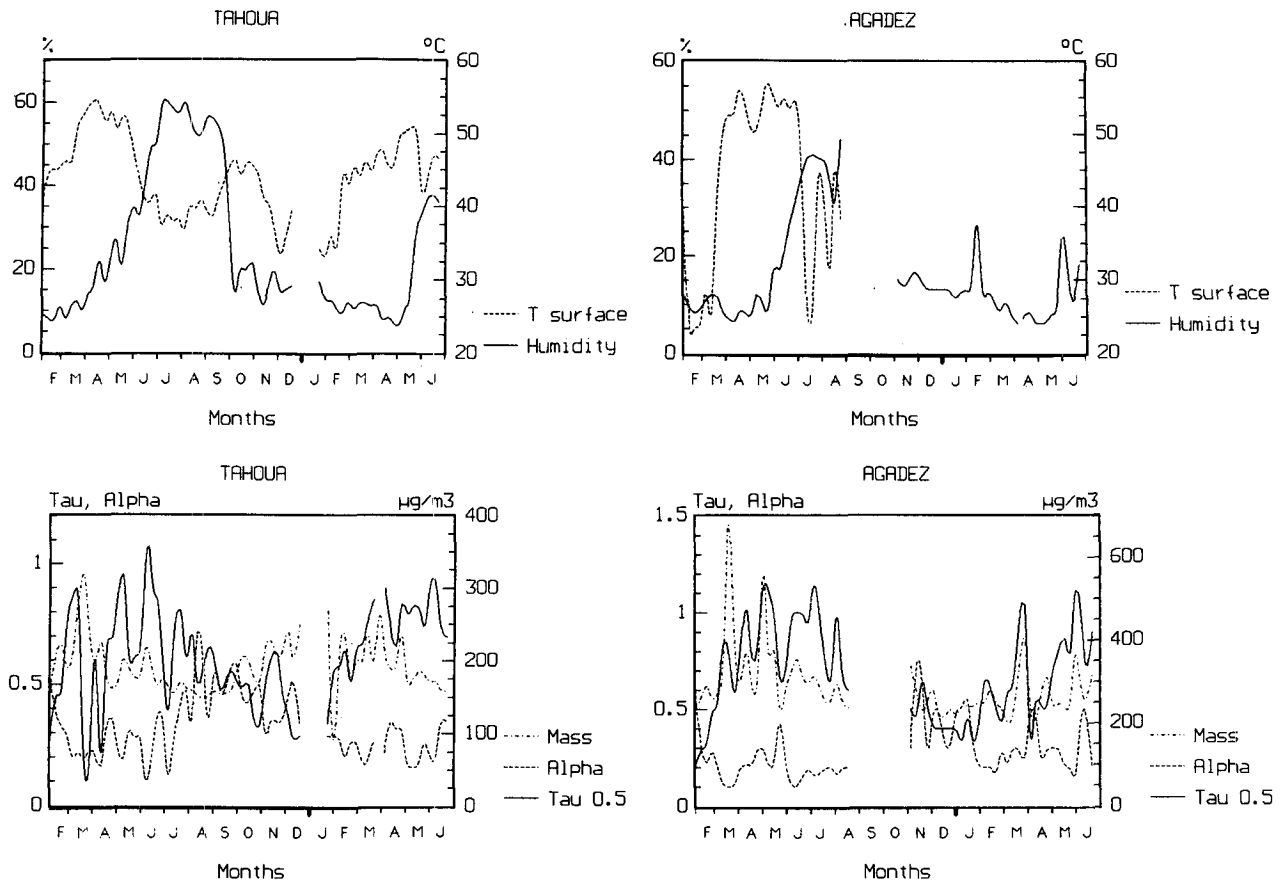 TAHOUA
% °C
60
60
50
40
40
20
30
0
20
F M A M J J A S O N D J F M A M J
Months
T surface
Humidity
.AGADEZ
% °C
60
60
50
40
40
20
30
0
20
F M A M J J A S O N D J F M A M J
Months
T surface
Humidity
TAHOUA
Tau, Alpha µg/m3
400
1
300
200
0.5
100
0
0
F M A M J J A S O N D J F M A M J
Months
Mass
Alpha
Tau 0.5
AGADEZ
Tau, Alpha µg/m3
1.5
600
1
400
0.5
200
0
0
F M A M J J A S O N D J F M A M J
Months
Mass
Alpha
Tau 0.5